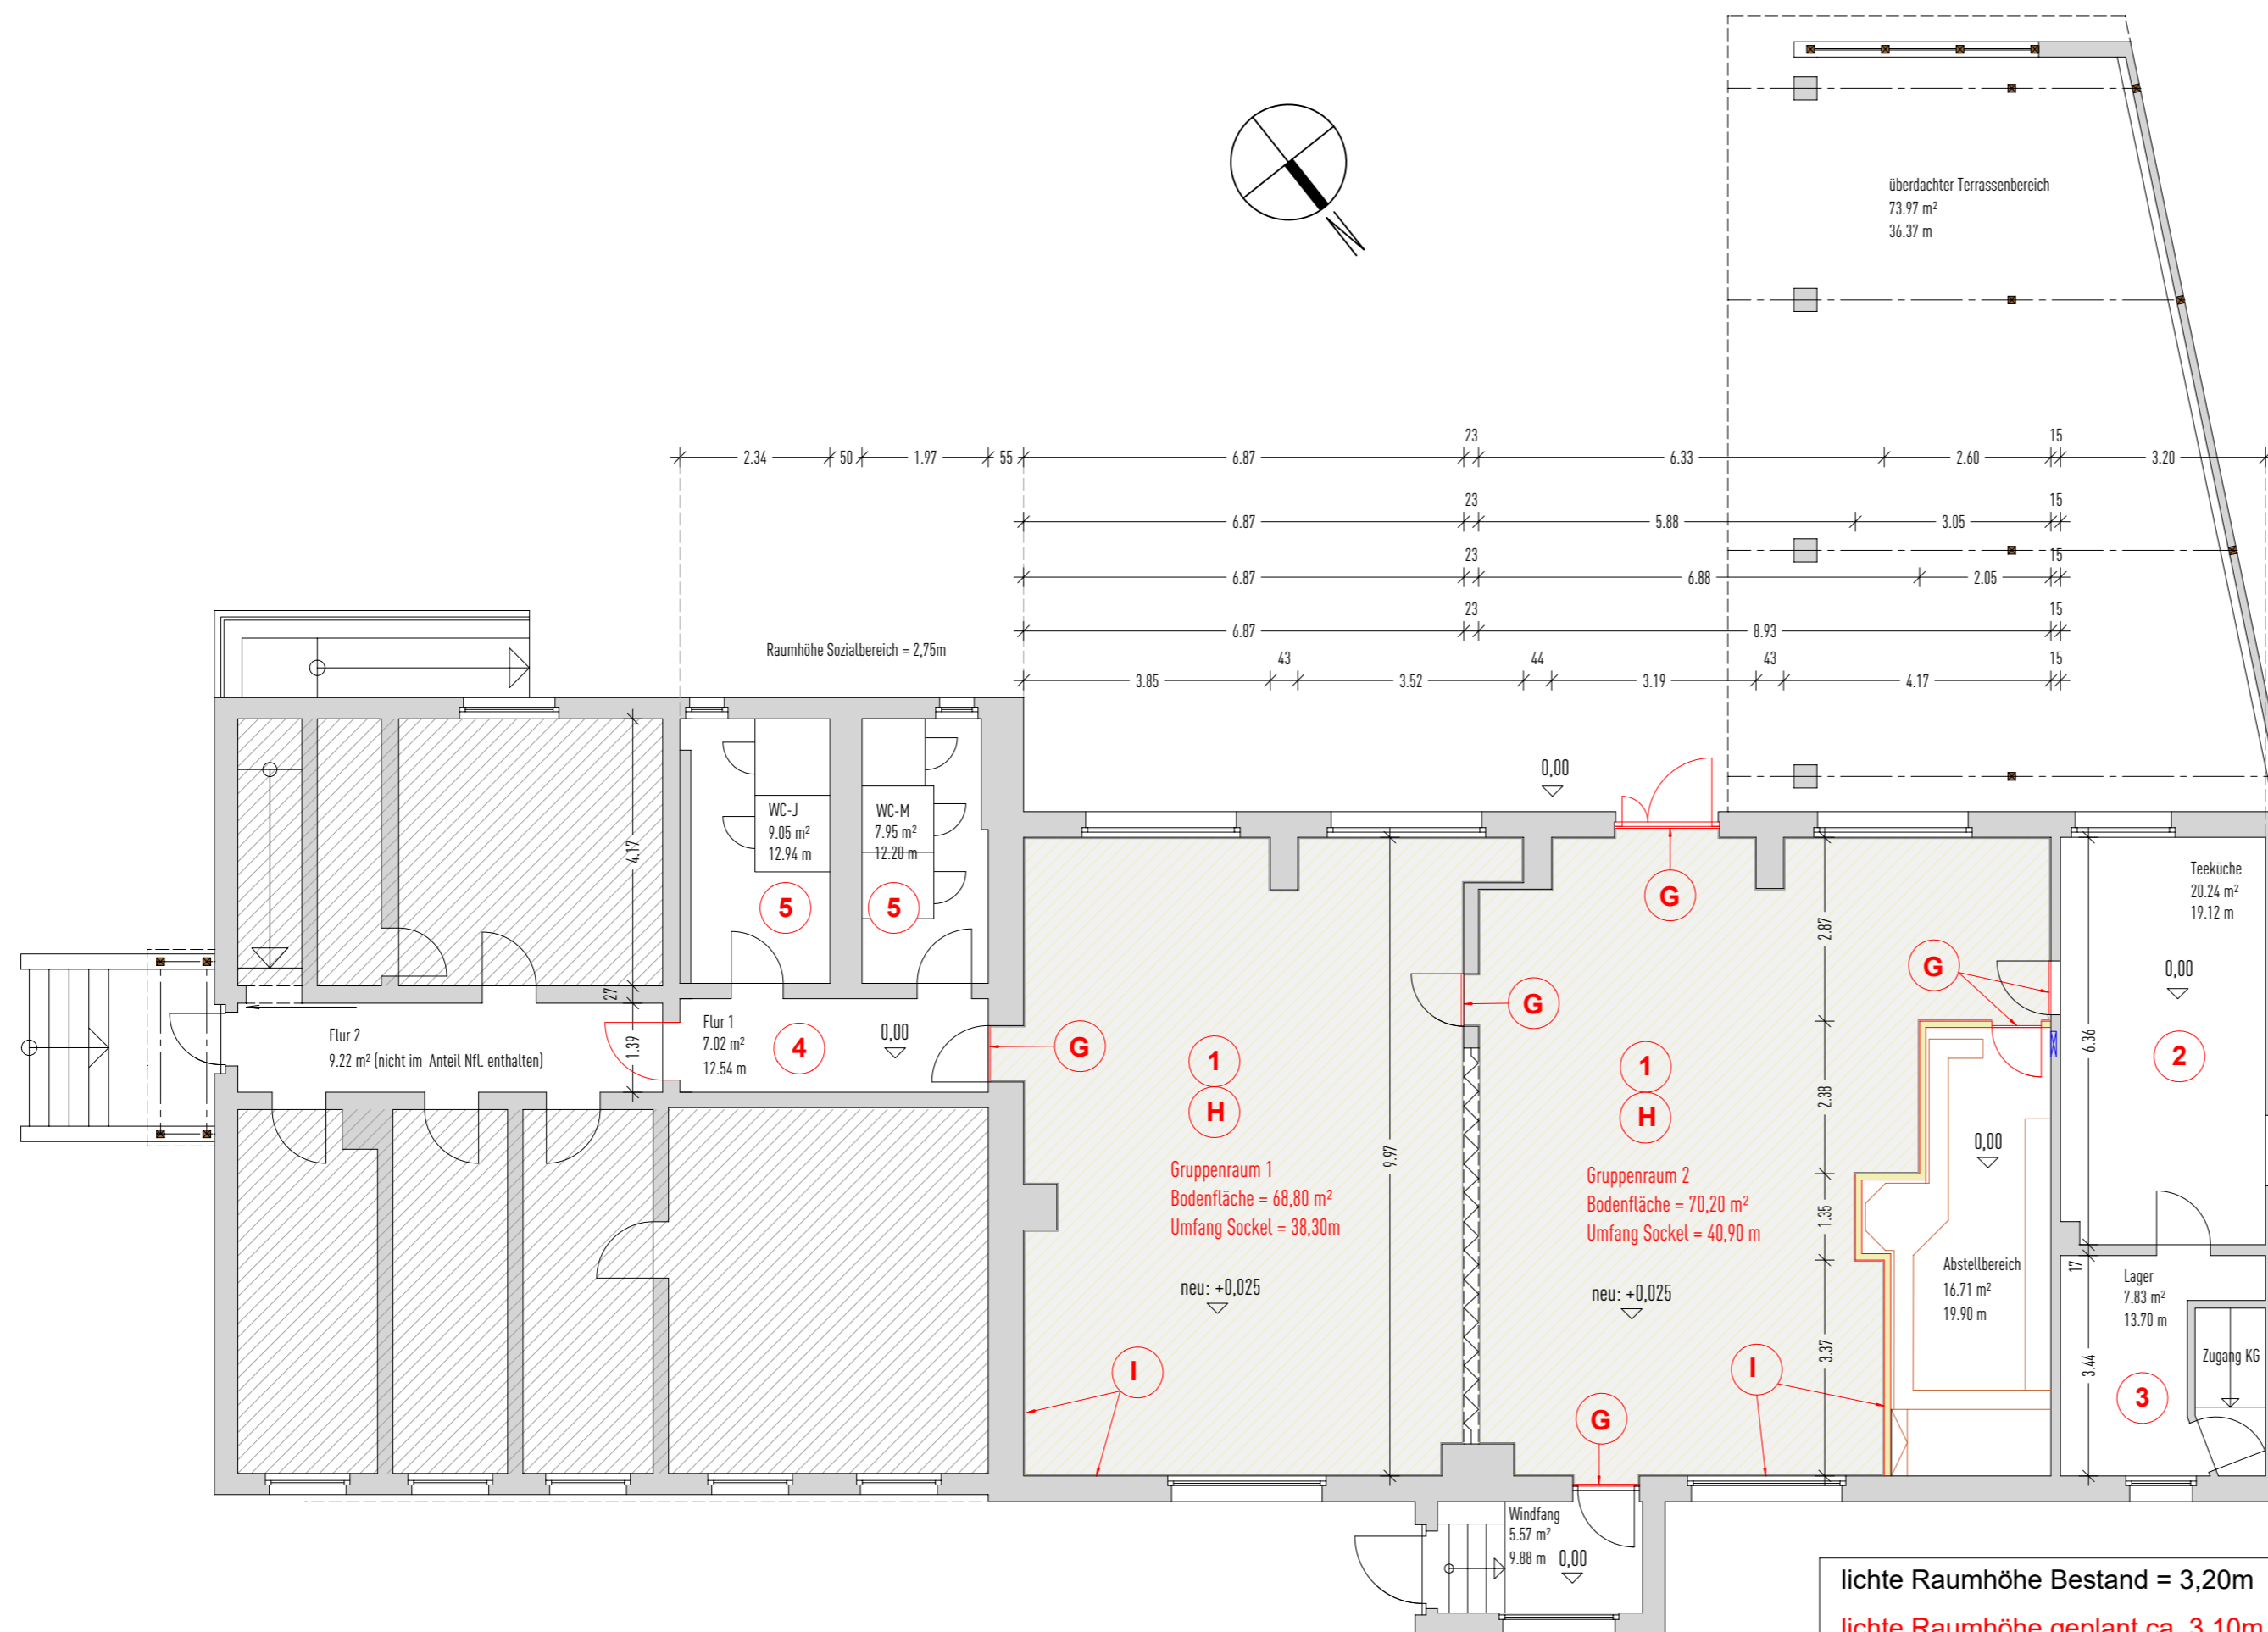 überdachter Terrassenbereich
73.97 m²
36.37 m
2.34
50
1.97
55
6.87
23
6.33
2.60
15
3.20
6.87
23
5.88
3.05
6.87
23
6.88
2.05
15
6.87
23
8.93
15
3.85
43
3.52
44
3.19
43
4.17
15
Raumhöhe Sozialbereich = 2,75m
0,00
WC-J
9.05 m²
12.94 m
5
WC-M
7.95 m²
12.20 m
5
4.17
27
1.39
Flur 2
9.22 m² (nicht im Anteil Nfl. enthalten)
Flur 1
7.02 m²
12.54 m
4
0,00
G
G
G
G
1
H
Gruppenraum 1
Bodenfläche = 68,80 m²
Umfang Sockel = 38,30m
neu: +0,025
9.97
1
H
Gruppenraum 2
Bodenfläche = 70,20 m²
Umfang Sockel = 40,90 m
neu: +0,025
2.87
2.38
1.35
3.37
Teeküche
20.24 m²
19.12 m
0,00
2
6.36
0,00
Abstellbereich
16.71 m²
19.90 m
17
Lager
7.83 m²
13.70 m
3
3.44
Zugang KG
I
I
G
Windfang
5.57 m²
9.88 m
0,00
lichte Raumhöhe Bestand = 3,20m
lichte Raumhöhe geplant ca. 3,10m